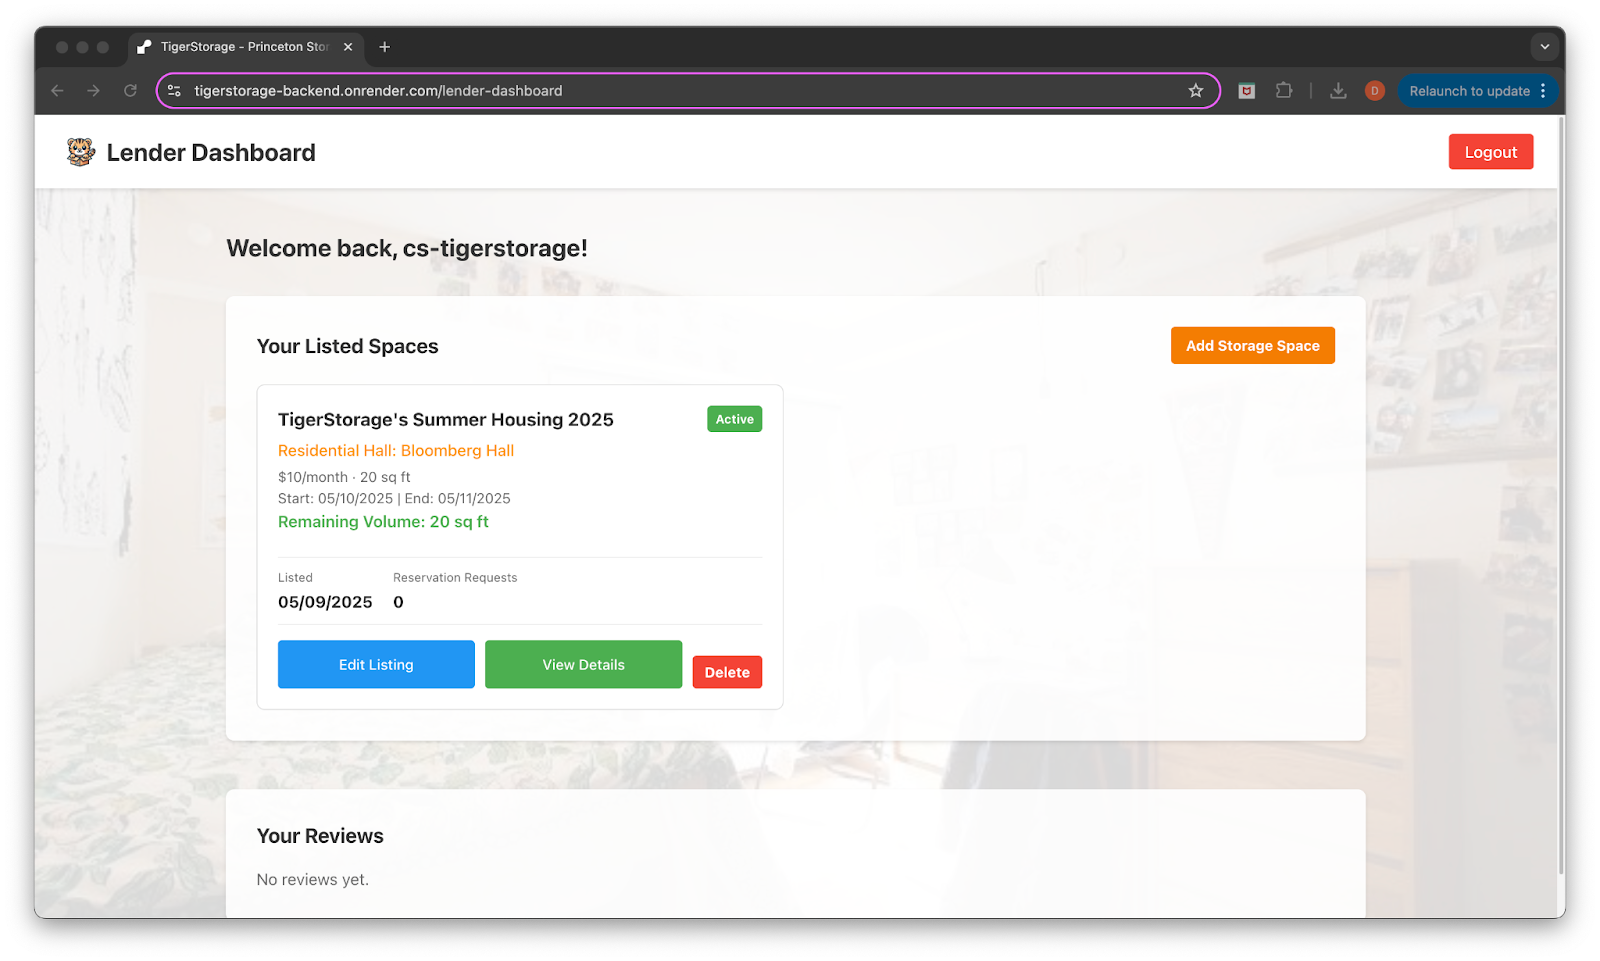 TigerStorage - Princeton Stor
tigerstorage-backend.onrender.com/lender-dashboard
D
Relaunch to update
Lender Dashboard
Logout
Welcome back, cs-tigerstorage!
Your Listed Spaces
Add Storage Space
TigerStorage's Summer Housing 2025
Active
Residential Hall: Bloomberg Hall
$10/month · 20 sq ft
Start: 05/10/2025 | End: 05/11/2025
Remaining Volume: 20 sq ft
Listed Reservation Requests
05/09/2025 0
Edit Listing View Details Delete
Your Reviews
No reviews yet.